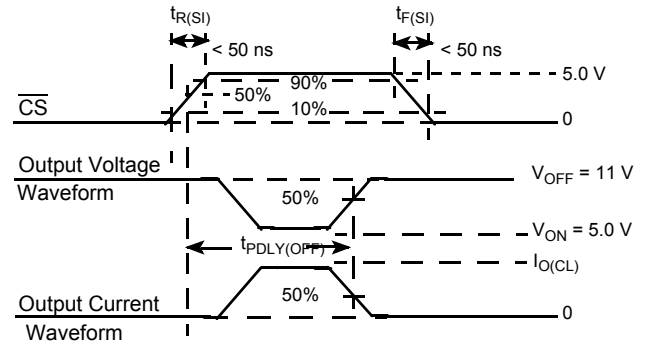 tR(SI) tF(SI)
< 50 ns < 50 ns
90% 5.0 V
50%
CS 10% 0
Output Voltage VOFF = 11 V
Waveform 50%
VON = 5.0 V
tPDLY(OFF)
IO(CL)
Output Current 50% 0
Waveform